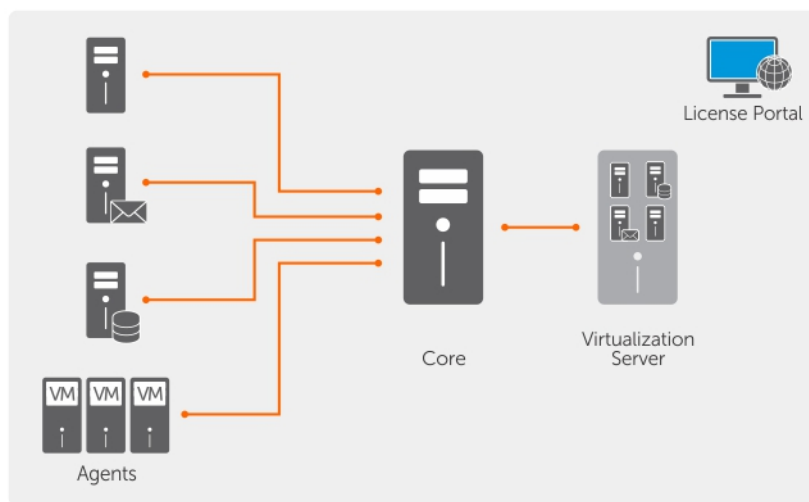 License Portal
Core
Virtualization
Server
VM VM VM
Agents